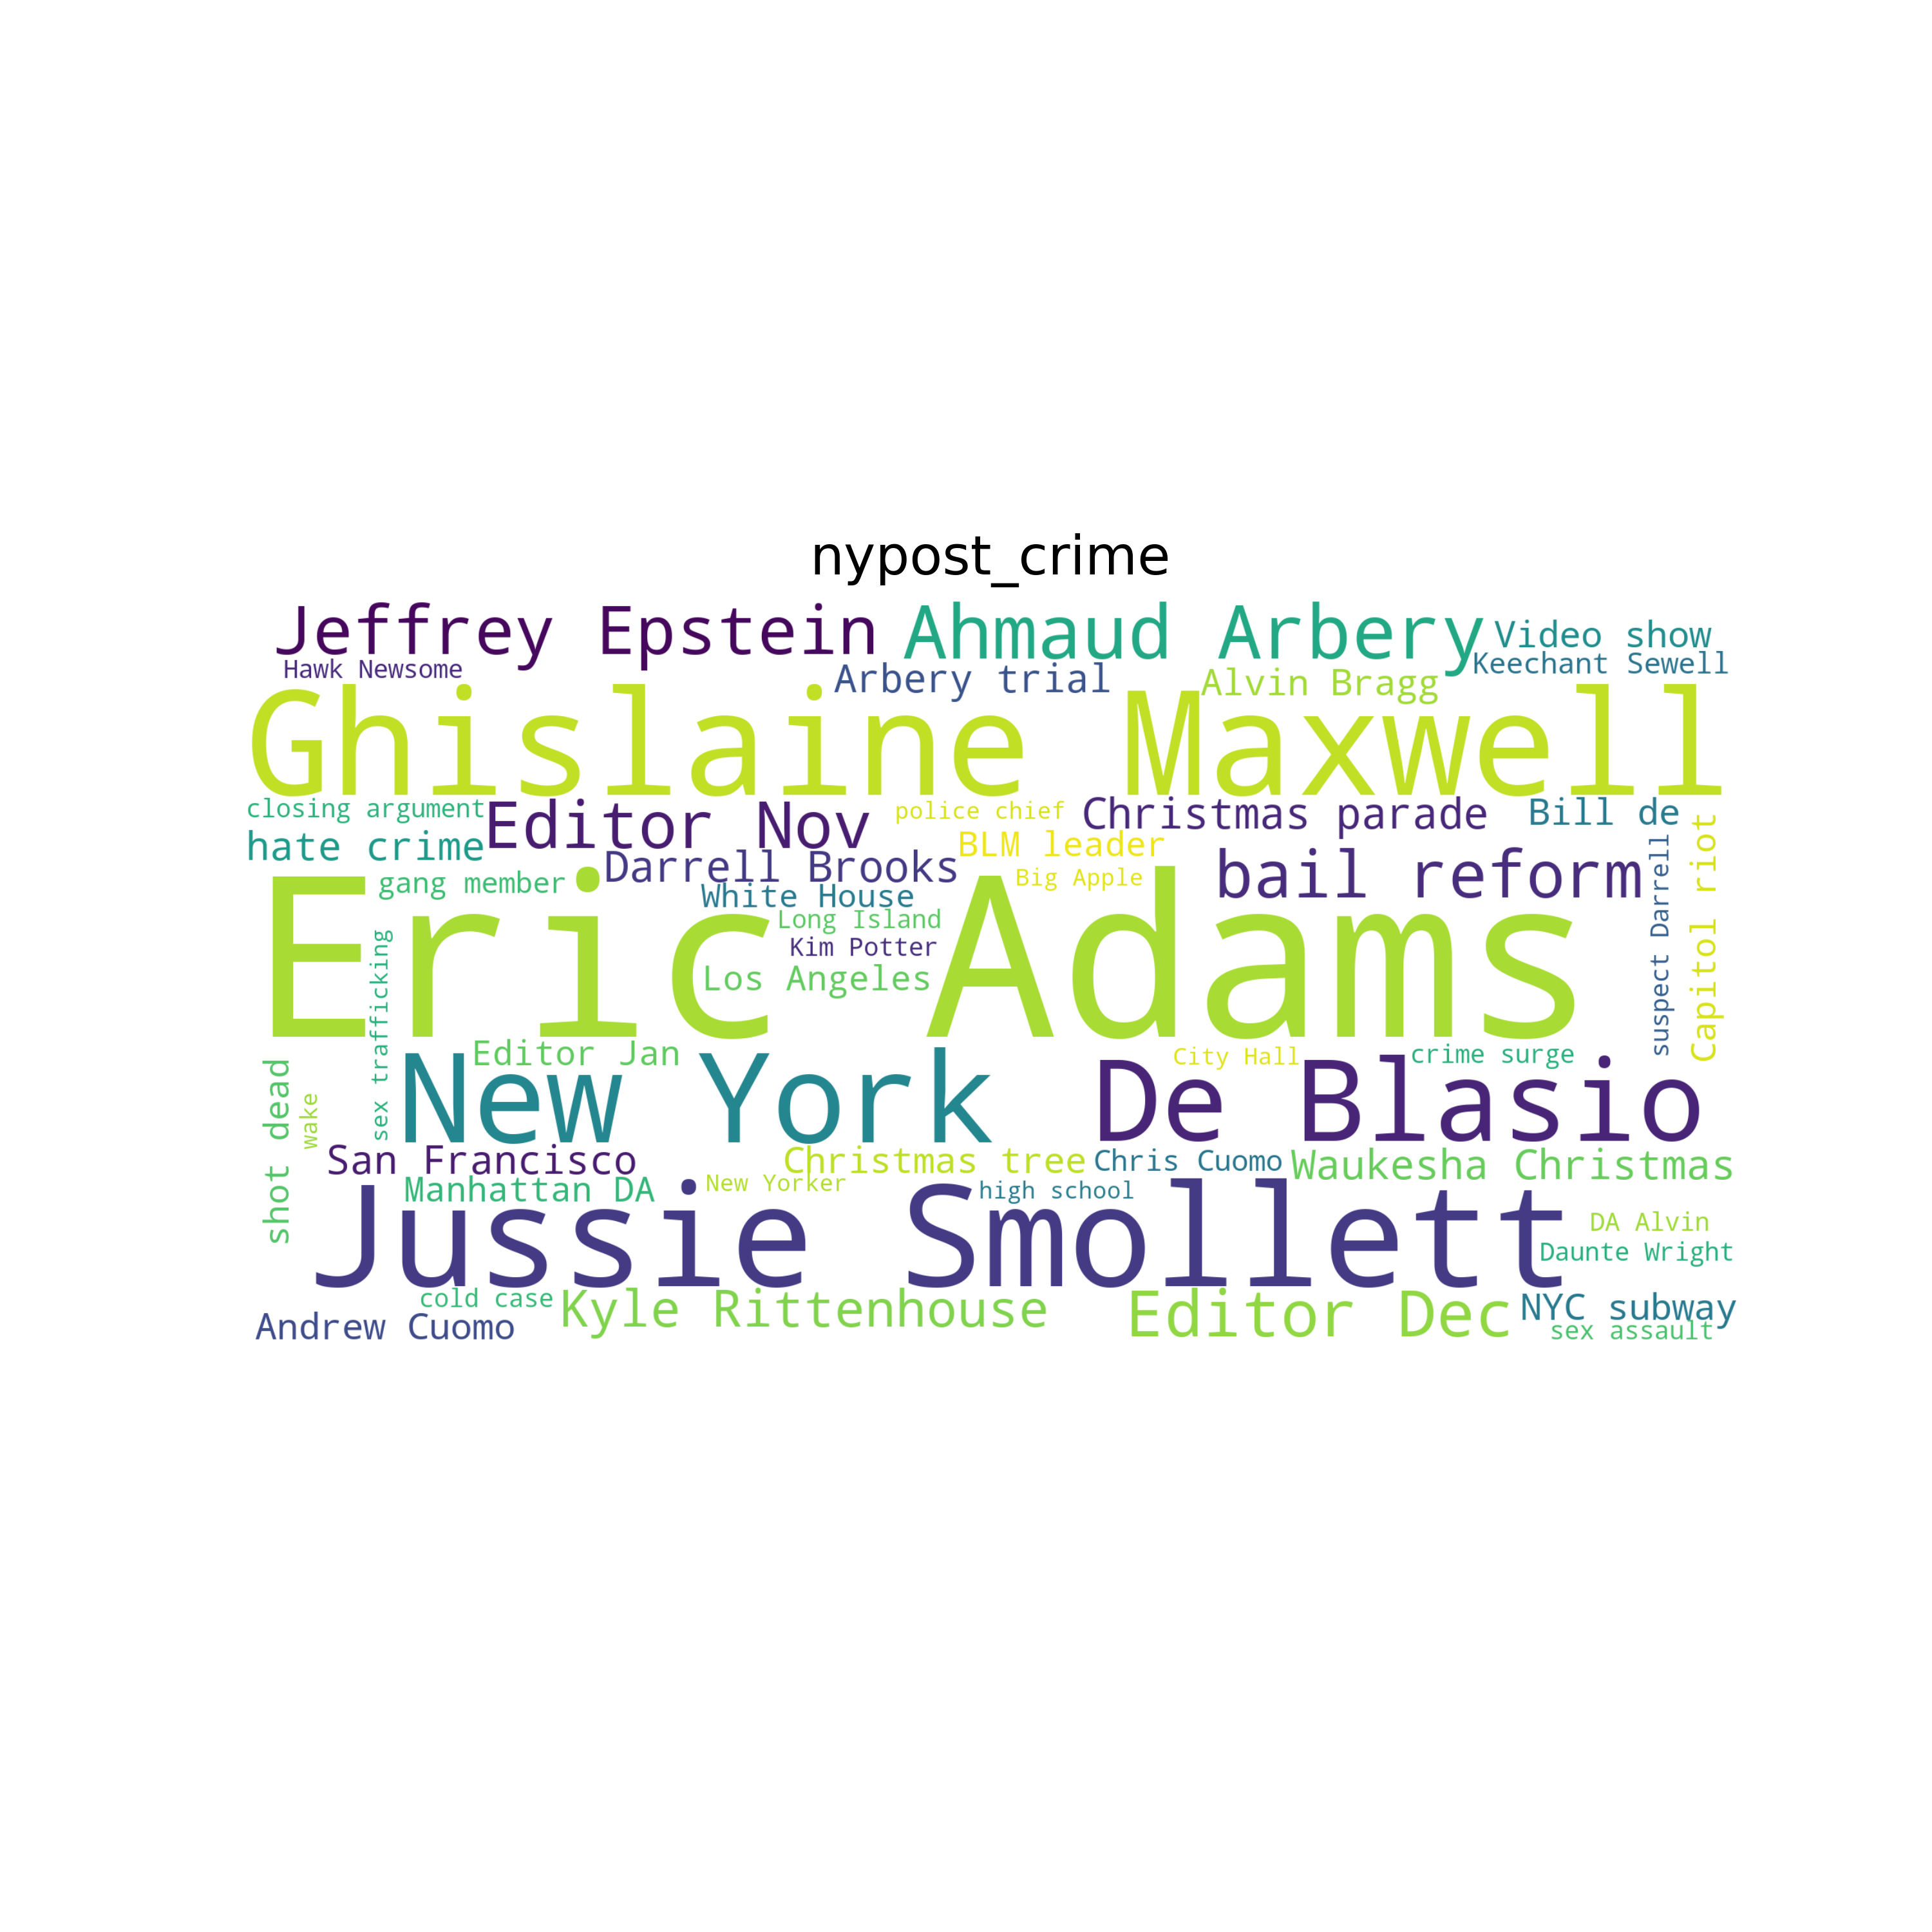 nypost_crime
Jeffrey Epstein
Ahmaud Arbery
Video show
Hawk Newsome
Arbery trial
Alvin Bragg
Keechant Sewell
Ghislaine Maxwell
closing argument
Editor Nov
police chief
Christmas parade
Bill de
hate crime
BLM leader
Darrell Brooks
bail reform
gang member
White House
Big Apple
Long Island
Eric Adams
Kim Potter
Los Angeles
suspect Darrell
Capitol riot
sex trafficking
Editor Jan
City Hall
crime surge
shot dead
wake
New York
De Blasio
San Francisco
Christmas tree
Chris Cuomo
Waukesha Christmas
Manhattan DA
New Yorker
high school
Jussie Smollett
DA Alvin
Daunte Wright
cold case
Kyle Rittenhouse
Editor Dec
NYC subway
Andrew Cuomo
sex assault